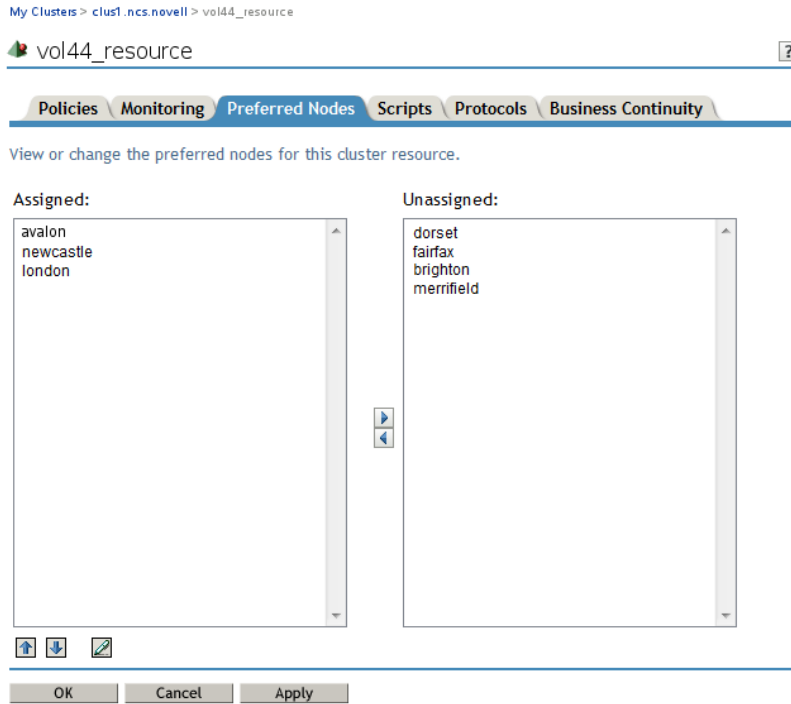 My Clusters > clus1.ncs.novell > vol44_resource
vol44_resource
?
Policies Monitoring Preferred Nodes Scripts Protocols Business Continuity
View or change the preferred nodes for this cluster resource.
Assigned: Unassigned:
avalon dorset
newcastle fairfax
london brighton
merrifield
OK Cancel Apply